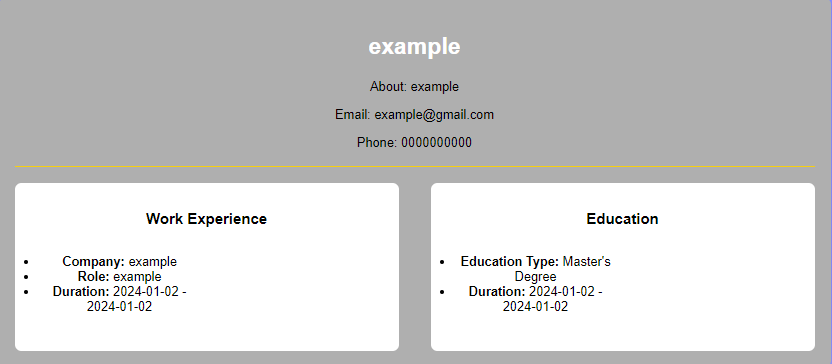 example
About: example
Email: example@gmail.com
Phone: 0000000000
Work Experience
Company: example
Role: example
Duration: 2024-01-02 -
2024-01-02
Education
Education Type: Master's
Degree
Duration: 2024-01-02 -
2024-01-02